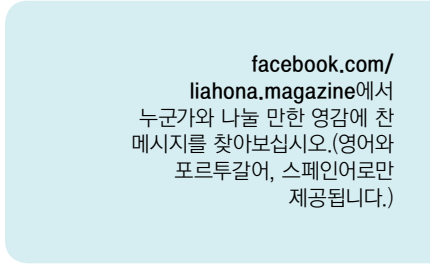 facebook.com/
liahona.magazine에서
누군가와 나눌 만한 영감에 찬
메시지를 찾아보십시오.(영어와
포르투갈어, 스페인어로만
제공됩니다.)